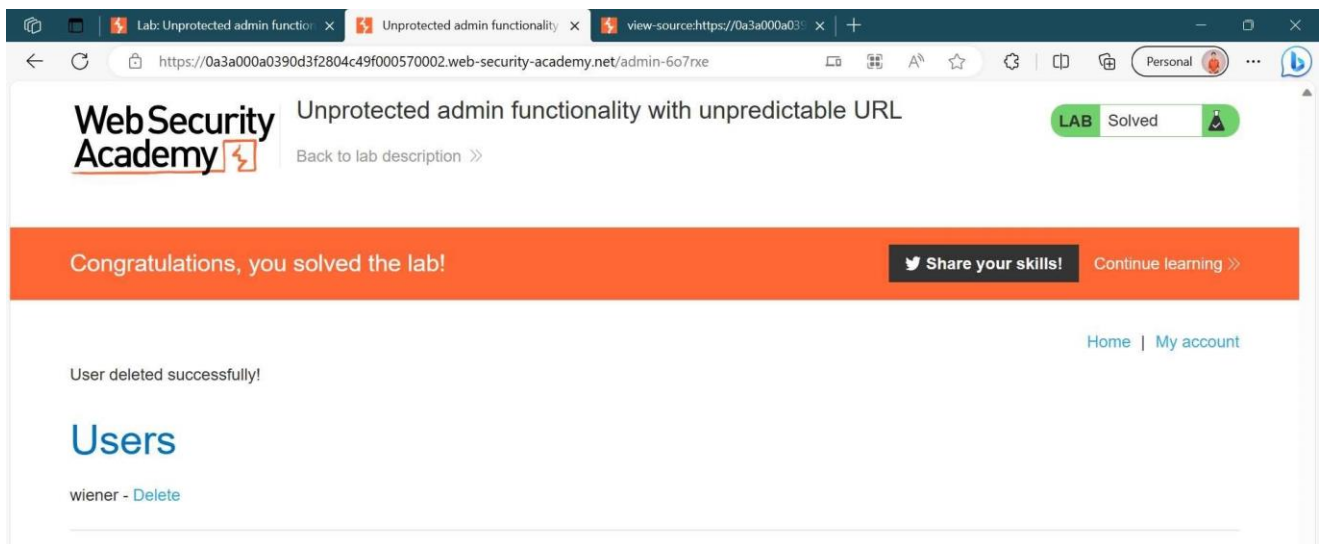 Lab: Unprotected admin function
Unprotected admin functionality
view-source:https://0a3a000a039
https://0a3a000a0390d3f2804c49f000570002.web-security-academy.net/admin-6o7rxe
Personal
Web Security
Academy
Unprotected admin functionality with unpredictable URL
Back to lab description
LAB Solved
Congratulations, you solved the lab!
Share your skills!
Continue learning
Home | My account
User deleted successfully!
Users
wiener - Delete